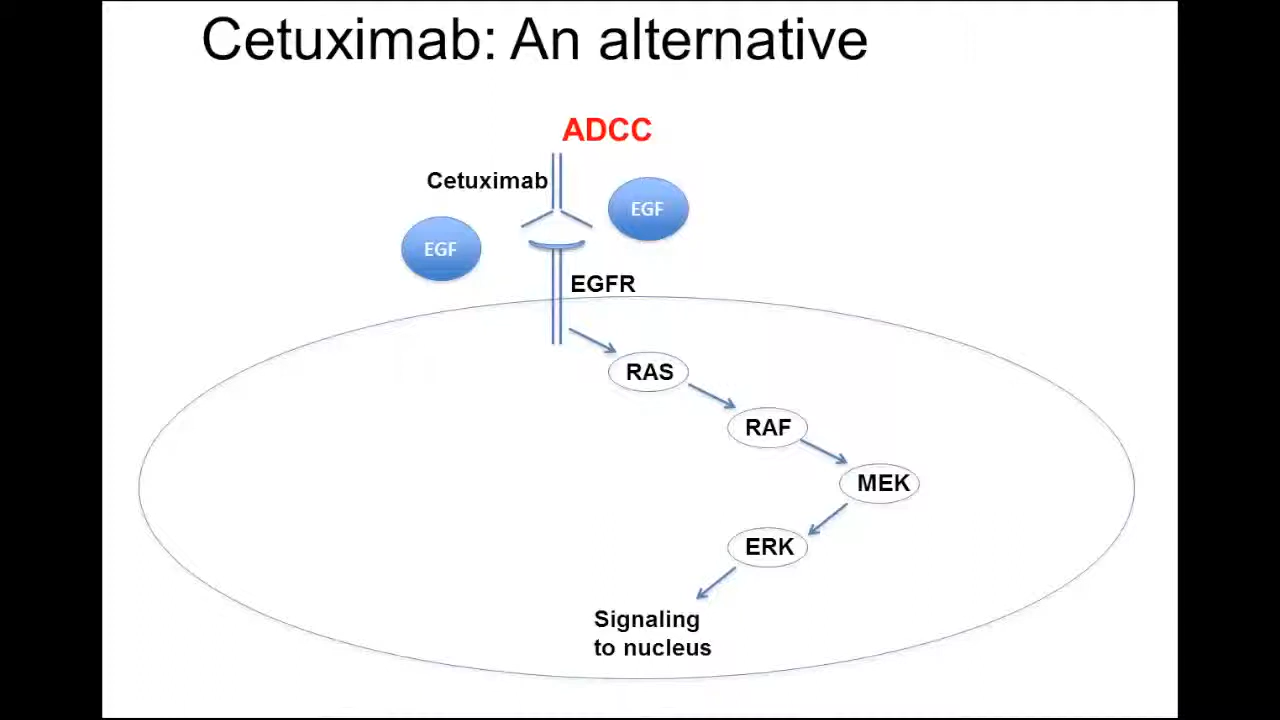 Cetuximab: An alternative
ADCC
Cetuximab
EGF
EGF
EGFR
RAS
RAF
MEK
ERK
Signaling
to nucleus